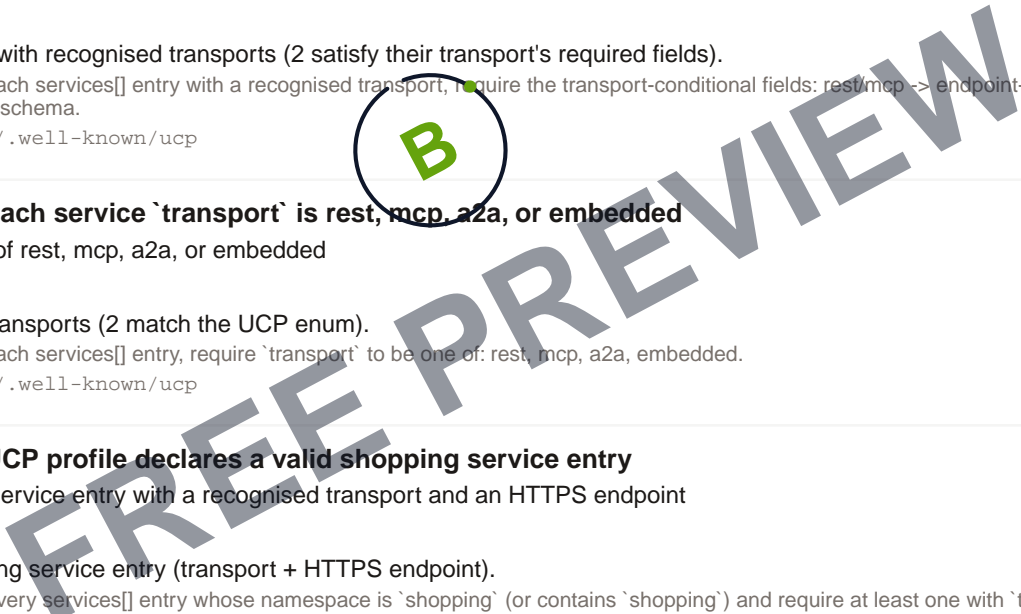 with recognised transports (2 satisfy their transport's required fields).
ach services[] entry with a recognised transport, require the transport-conditional fields: rest/mcp -> endpoint-
schema.
/.well-known/ucp
B
ach service `transport` is rest, mcp, a2a, or embedded
of rest, mcp, a2a, or embedded
ansports (2 match the UCP enum).
ach services[] entry, require `transport` to be one of: rest, mcp, a2a, embedded.
/.well-known/ucp
UCP profile declares a valid shopping service entry
ervice entry with a recognised transport and an HTTPS endpoint
ng service entry (transport + HTTPS endpoint).
very services[] entry whose namespace is `shopping` (or contains `shopping`) and require at least one with `t
FREE PREVIEW